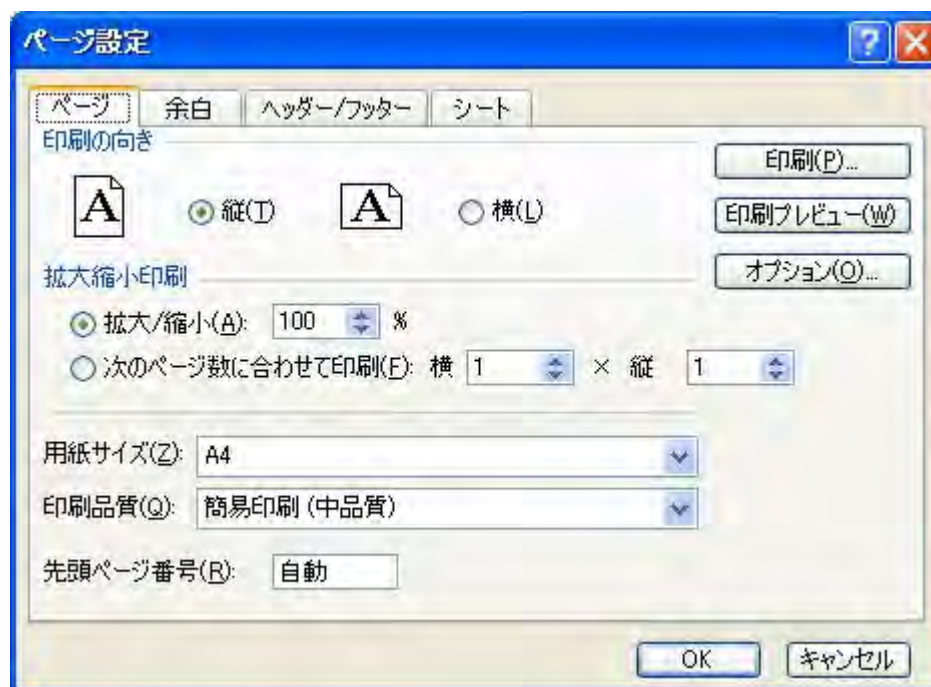 ページ設定
ページ 余白 ヘッダー/フッター シート
印刷の向き
印刷(P)...
A 縦(T) A 横(L)
印刷プレビュー(W)
オプション(O)...
拡大縮小印刷
拡大/縮小(A): 100 %
次のページ数に合わせて印刷(F): 横 1 × 縦 1
用紙サイズ(Z): A4
印刷品質(Q): 簡易印刷 (中品質)
先頭ページ番号(R): 自動
OK キャンセル